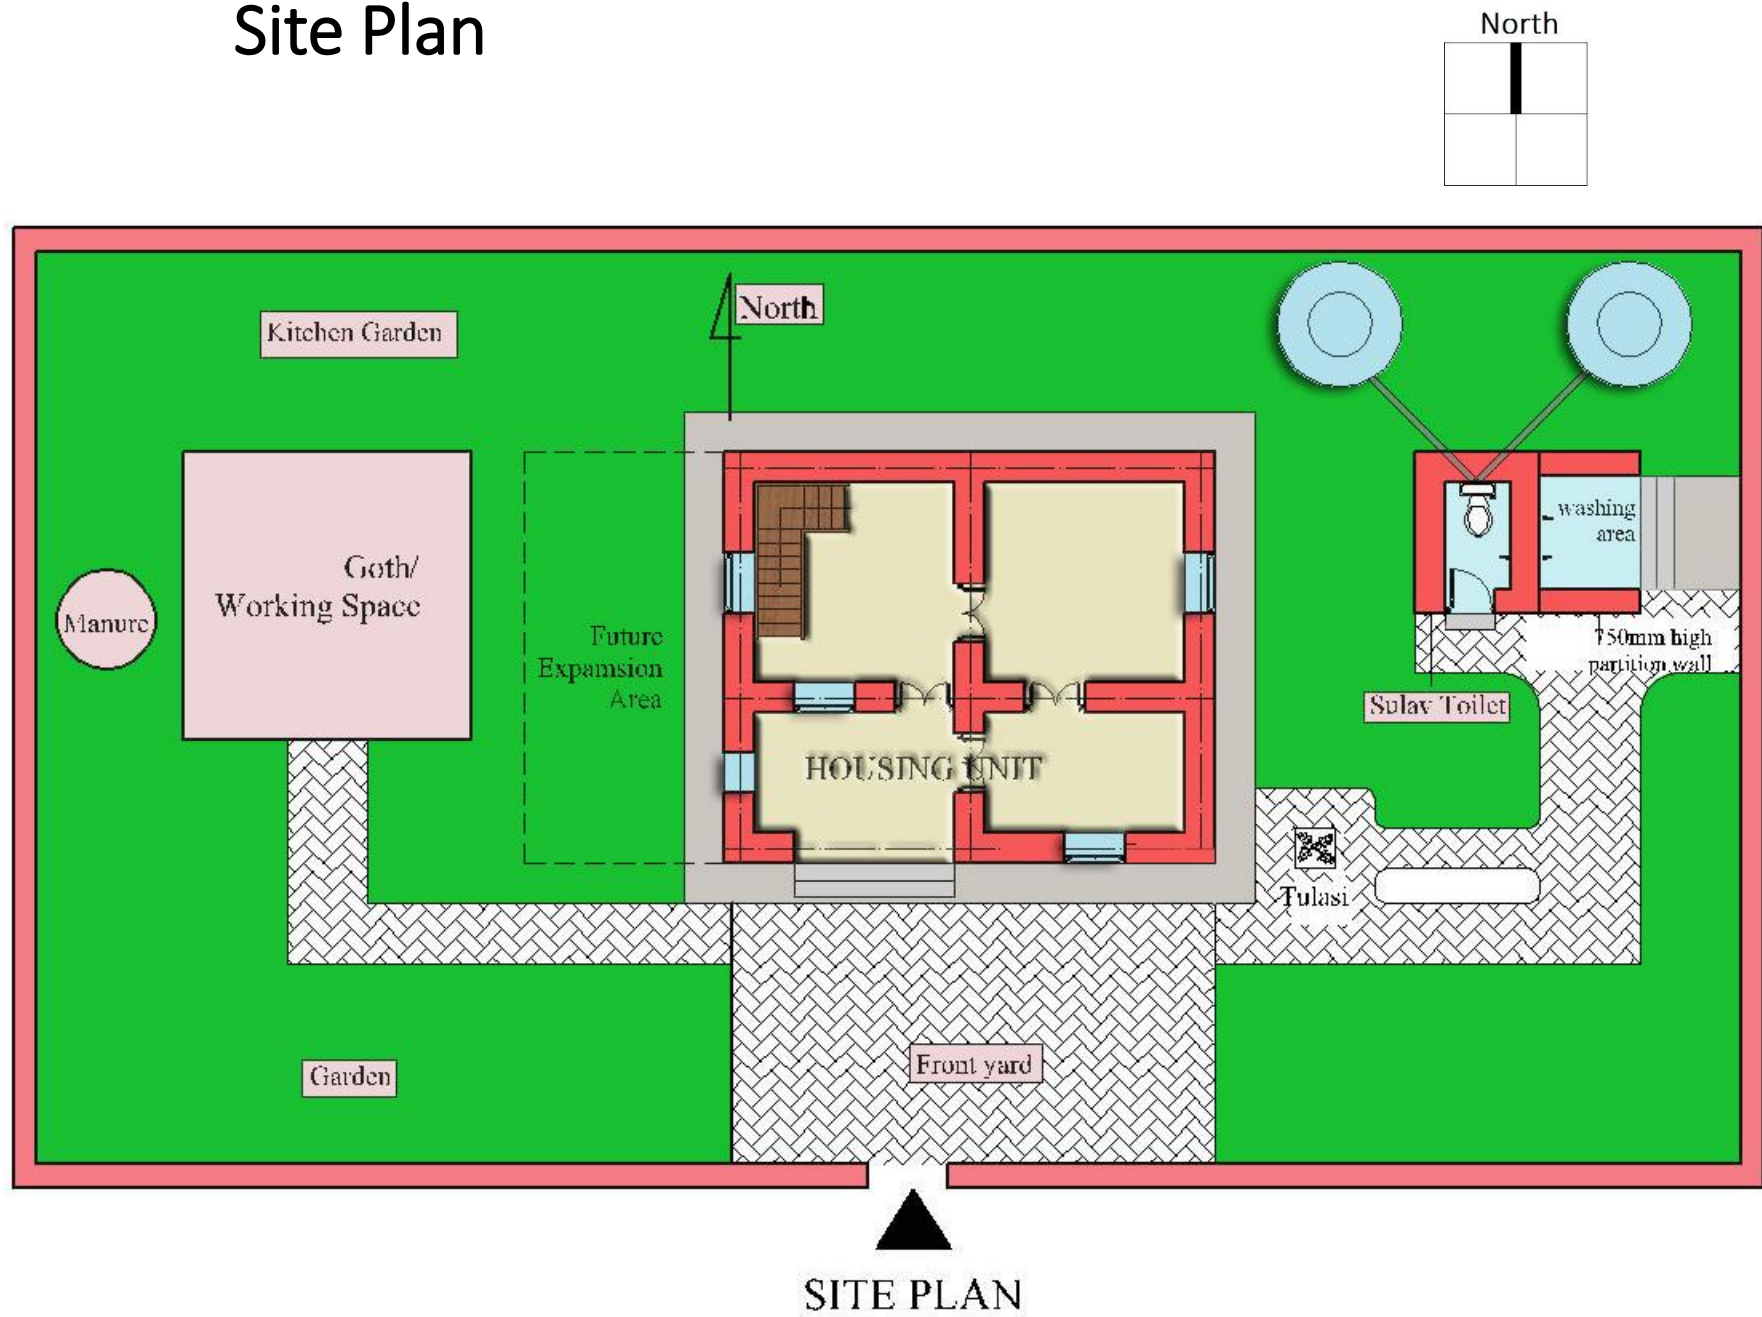 Site Plan
North
North
Kitchen Garden
Goth/
Working Space
Manure
Future
Expamsion
Area
washing
area
750mm high
partition wall
Sulav Toilet
HOUSING UNIT
Tulasi
Front yard
Garden
SITE PLAN